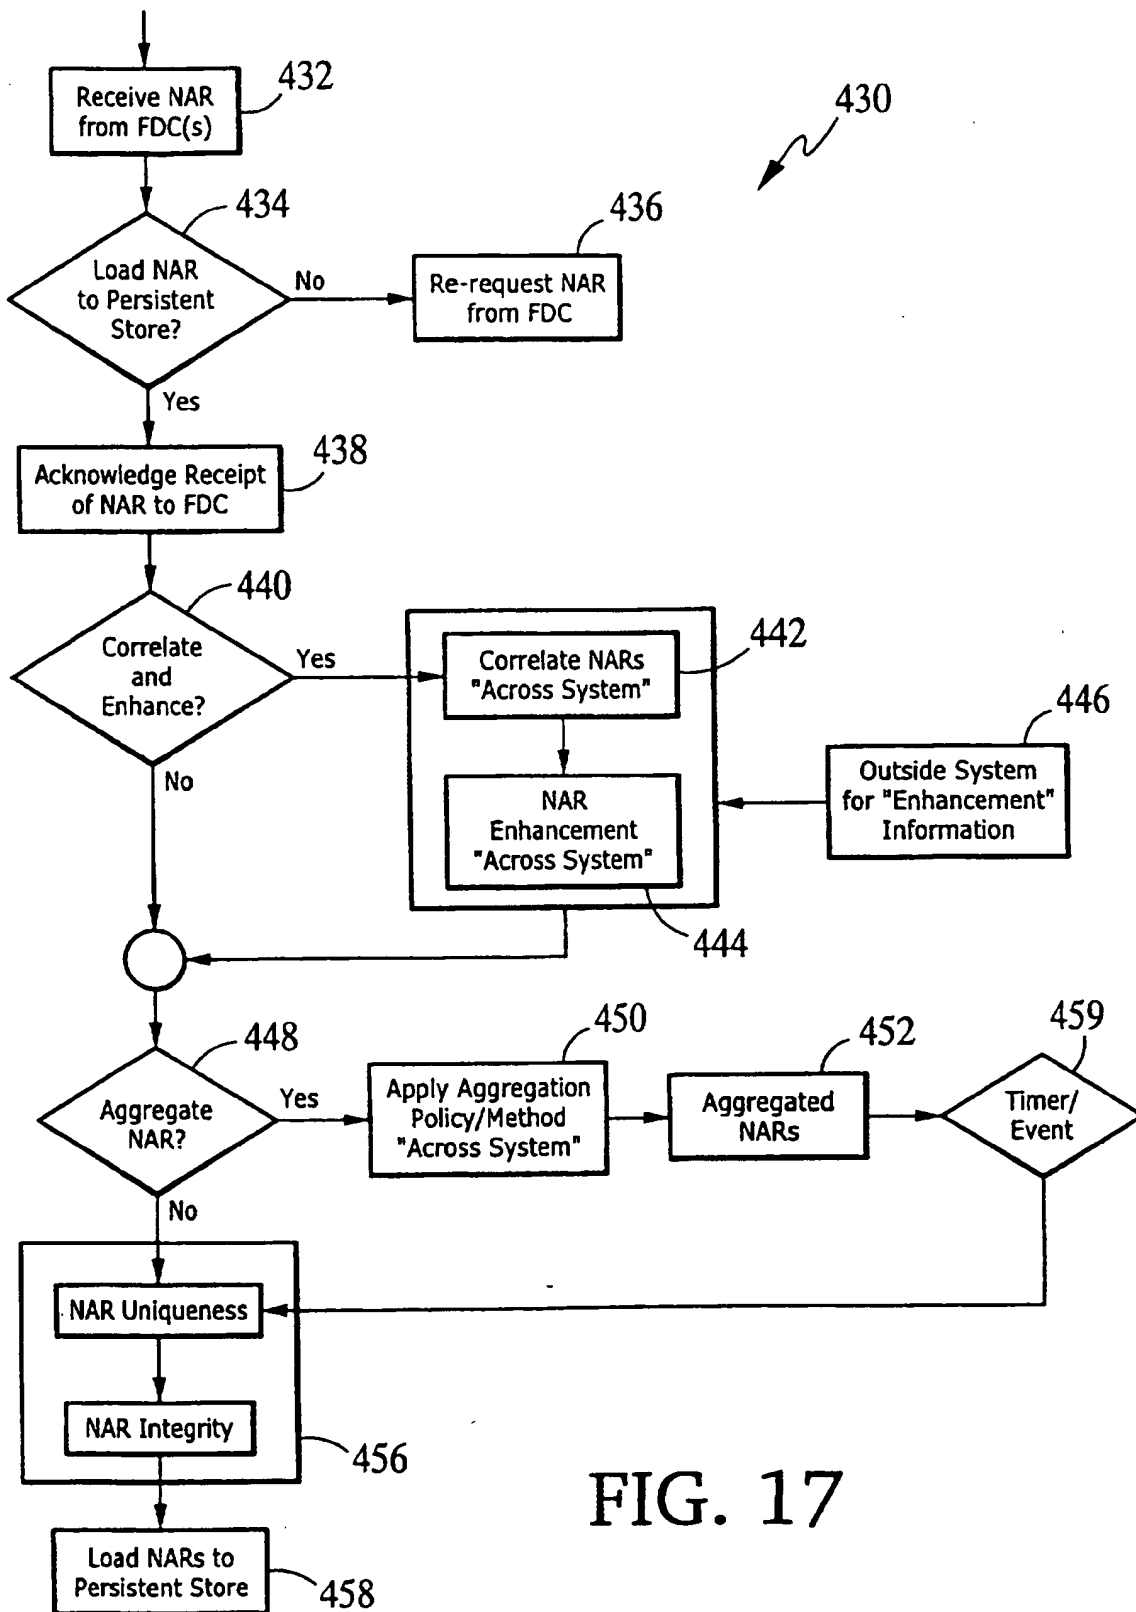 432
Receive NAR
from FDC(s)
430
434
Load NAR
to Persistent
Store?
No
436
Re-request NAR
from FDC
Yes
438
Acknowledge Receipt
of NAR to FDC
440
Correlate
and
Enhance?
Yes
442
Correlate NARs
"Across System"
NAR
Enhancement
"Across System"
444
446
Outside System
for "Enhancement"
Information
No
448
Aggregate
NAR?
Yes
450
Apply Aggregation
Policy/Method
"Across System"
452
Aggregated
NARs
459
Timer/
Event
No
NAR Uniqueness
NAR Integrity
456
Load NARs to
Persistent Store
458
FIG. 17